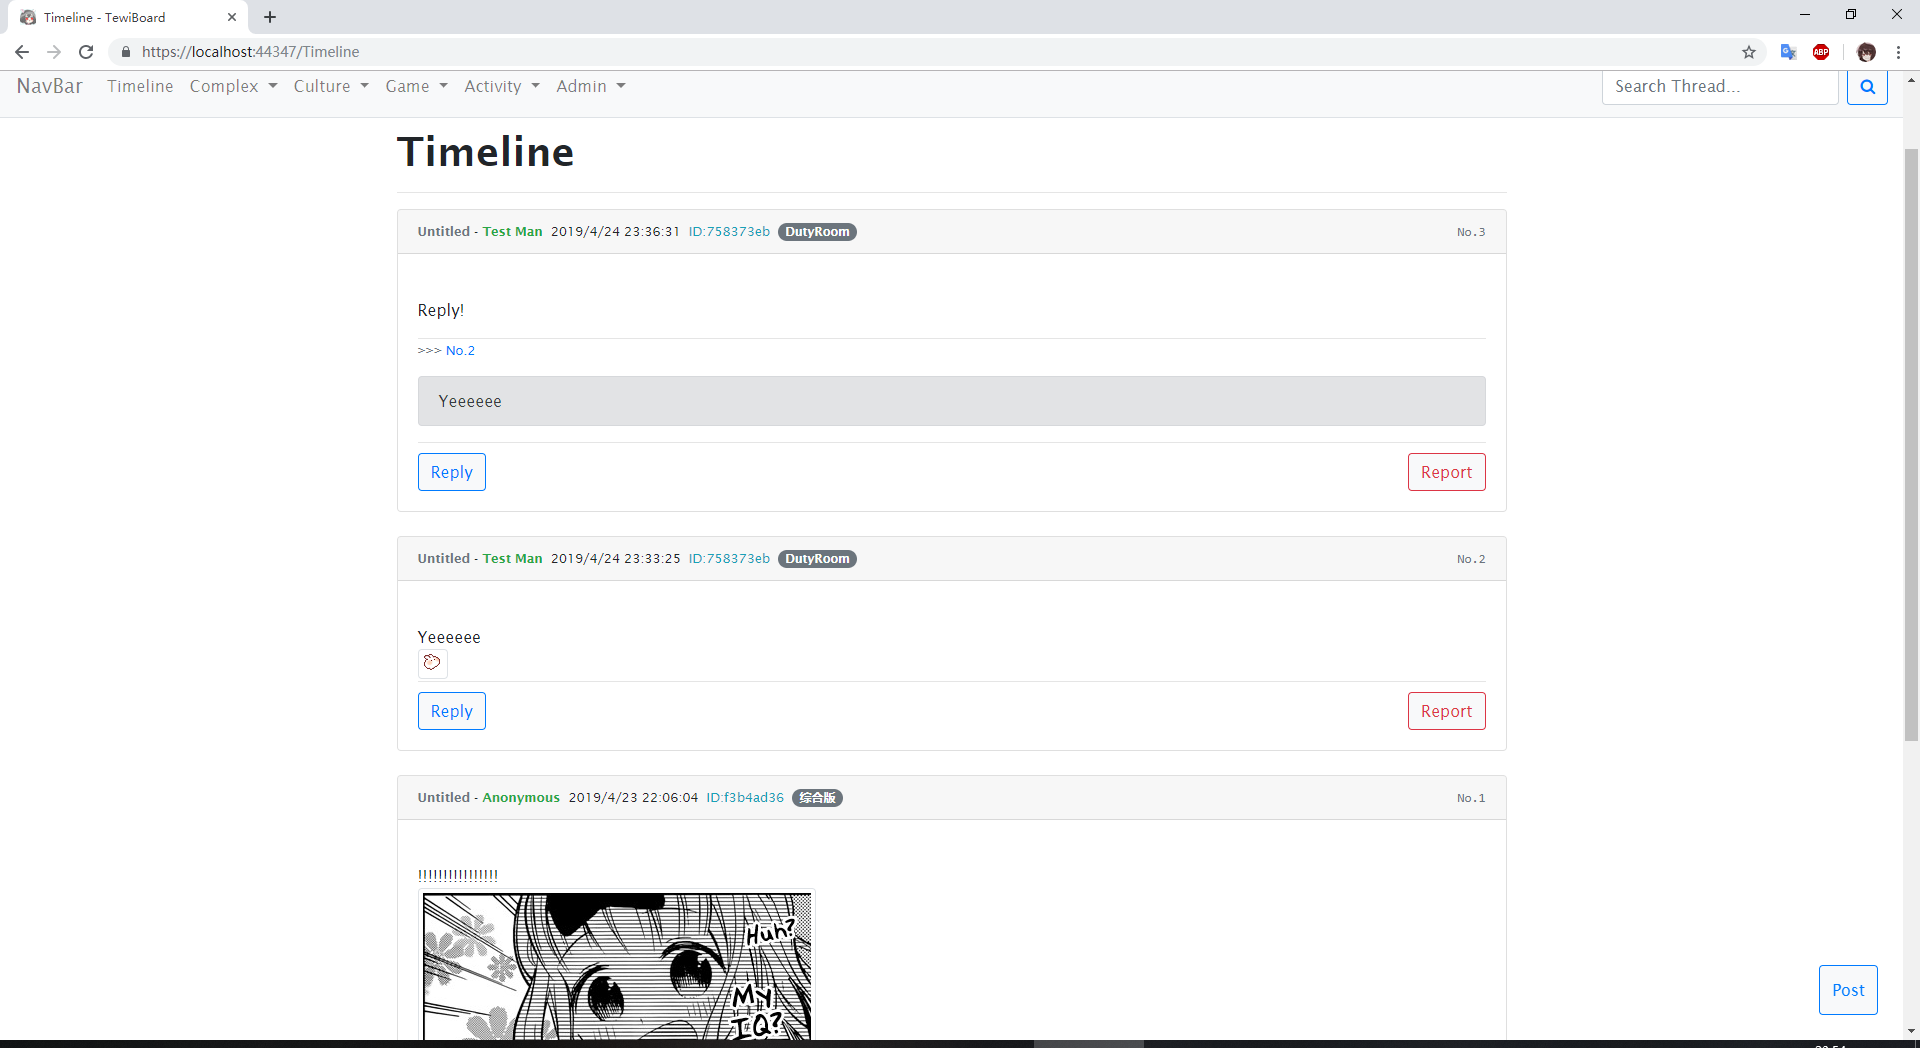 Timeline - TewiBoard
https://localhost:44347/Timeline
ABP
NavBar Timeline Complex Culture Game Activity Admin Search Thread...
Timeline
Untitled - Test Man 2019/4/24 23:36:31 ID:758373eb DutyRoom No.3
Reply!
>>> No.2
Yeeeeee
Reply Report
Untitled - Test Man 2019/4/24 23:33:25 ID:758373eb DutyRoom No.2
Yeeeeee
Reply Report
Untitled - Anonymous 2019/4/23 22:06:04 ID:f3b4ad36 综合版 No.1
!!!!!!!!!!!!!!!!
Huh?
My
IQ?
Post